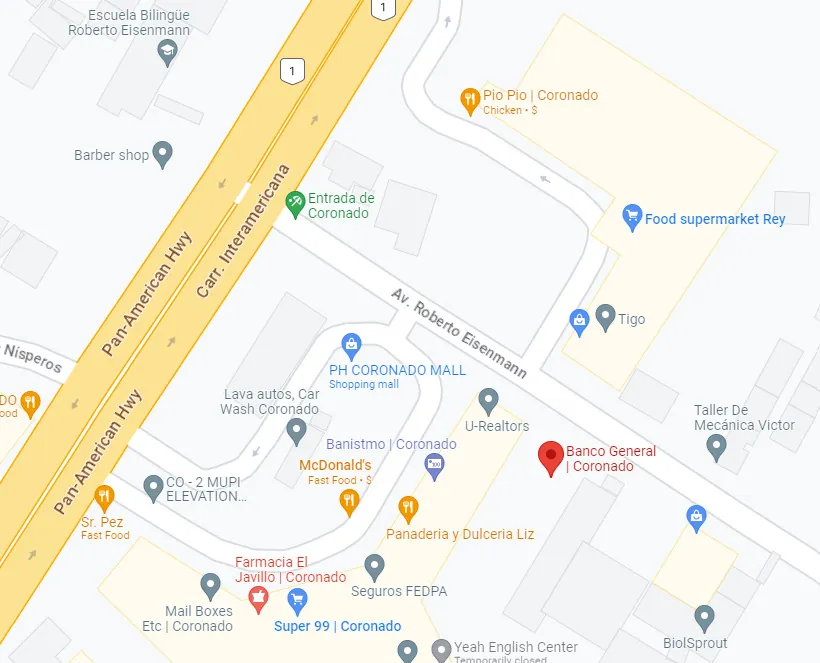 Escuela Bilingüe
Roberto Eisenmann
1
1
Pio Pio | Coronado
Chicken • $
Barber shop
Entrada de
Coronado
Food supermarket Rey
Carr. Interamericana
Pan-American Hwy
Av. Roberto Eisenmann
Tigo
Nisperos
PH CORONADO MALL
Shopping mall
DO
ood
Lava autos, Car
Wash Coronado
U-Realtors
Taller De
Mecánica Victor
Pan-American Hwy
Banistmo | Coronado
Banco General
| Coronado
McDonald's
Fast Food • $
CO - 2 MUPI
ELEVATION...
Sr. Pez
Fast Food
Panaderia y Dulceria Liz
Farmacia El
Javillo | Coronado
Seguros FEDPA
Mail Boxes
Etc | Coronado
Super 99 | Coronado
Yeah English Center
Temporarily closed
BiolSprout